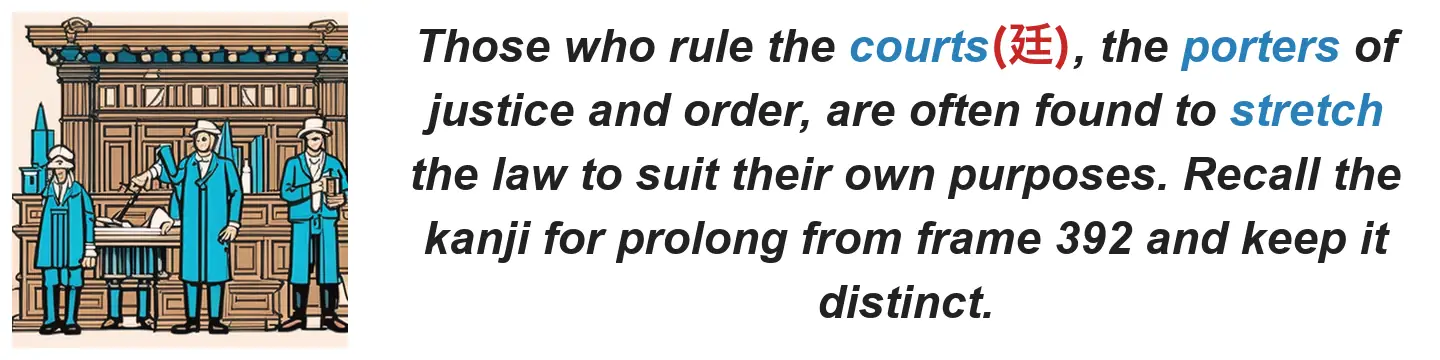 Those who rule the courts(廷), the porters of
justice and order, are often found to stretch
the law to suit their own purposes. Recall the
kanji for prolong from frame 392 and keep it
distinct.